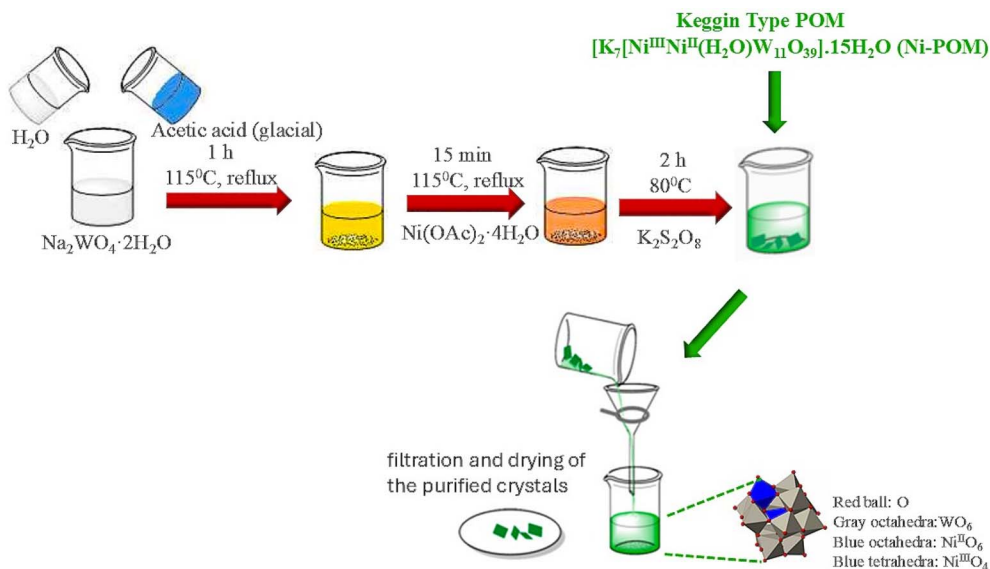 Keggin Type POM
[K₇[NiᴵᴵᴵNiᴵᴵ(H₂O)W₁₁O₃₉].15H₂O (Ni-POM)
H₂O
Acetic acid (glacial)
1 h
115⁰C, reflux
Na₂WO₄·2H₂O
15 min
115⁰C, reflux
Ni(OAc)₂·4H₂O
2 h
80⁰C
K₂S₂O₈
filtration and drying of
the purified crystals
Red ball: O
Gray octahedra:WO₆
Blue octahedra: NiᴵᴵO₆
Blue tetrahedra: NiᴵᴵᴵO₄